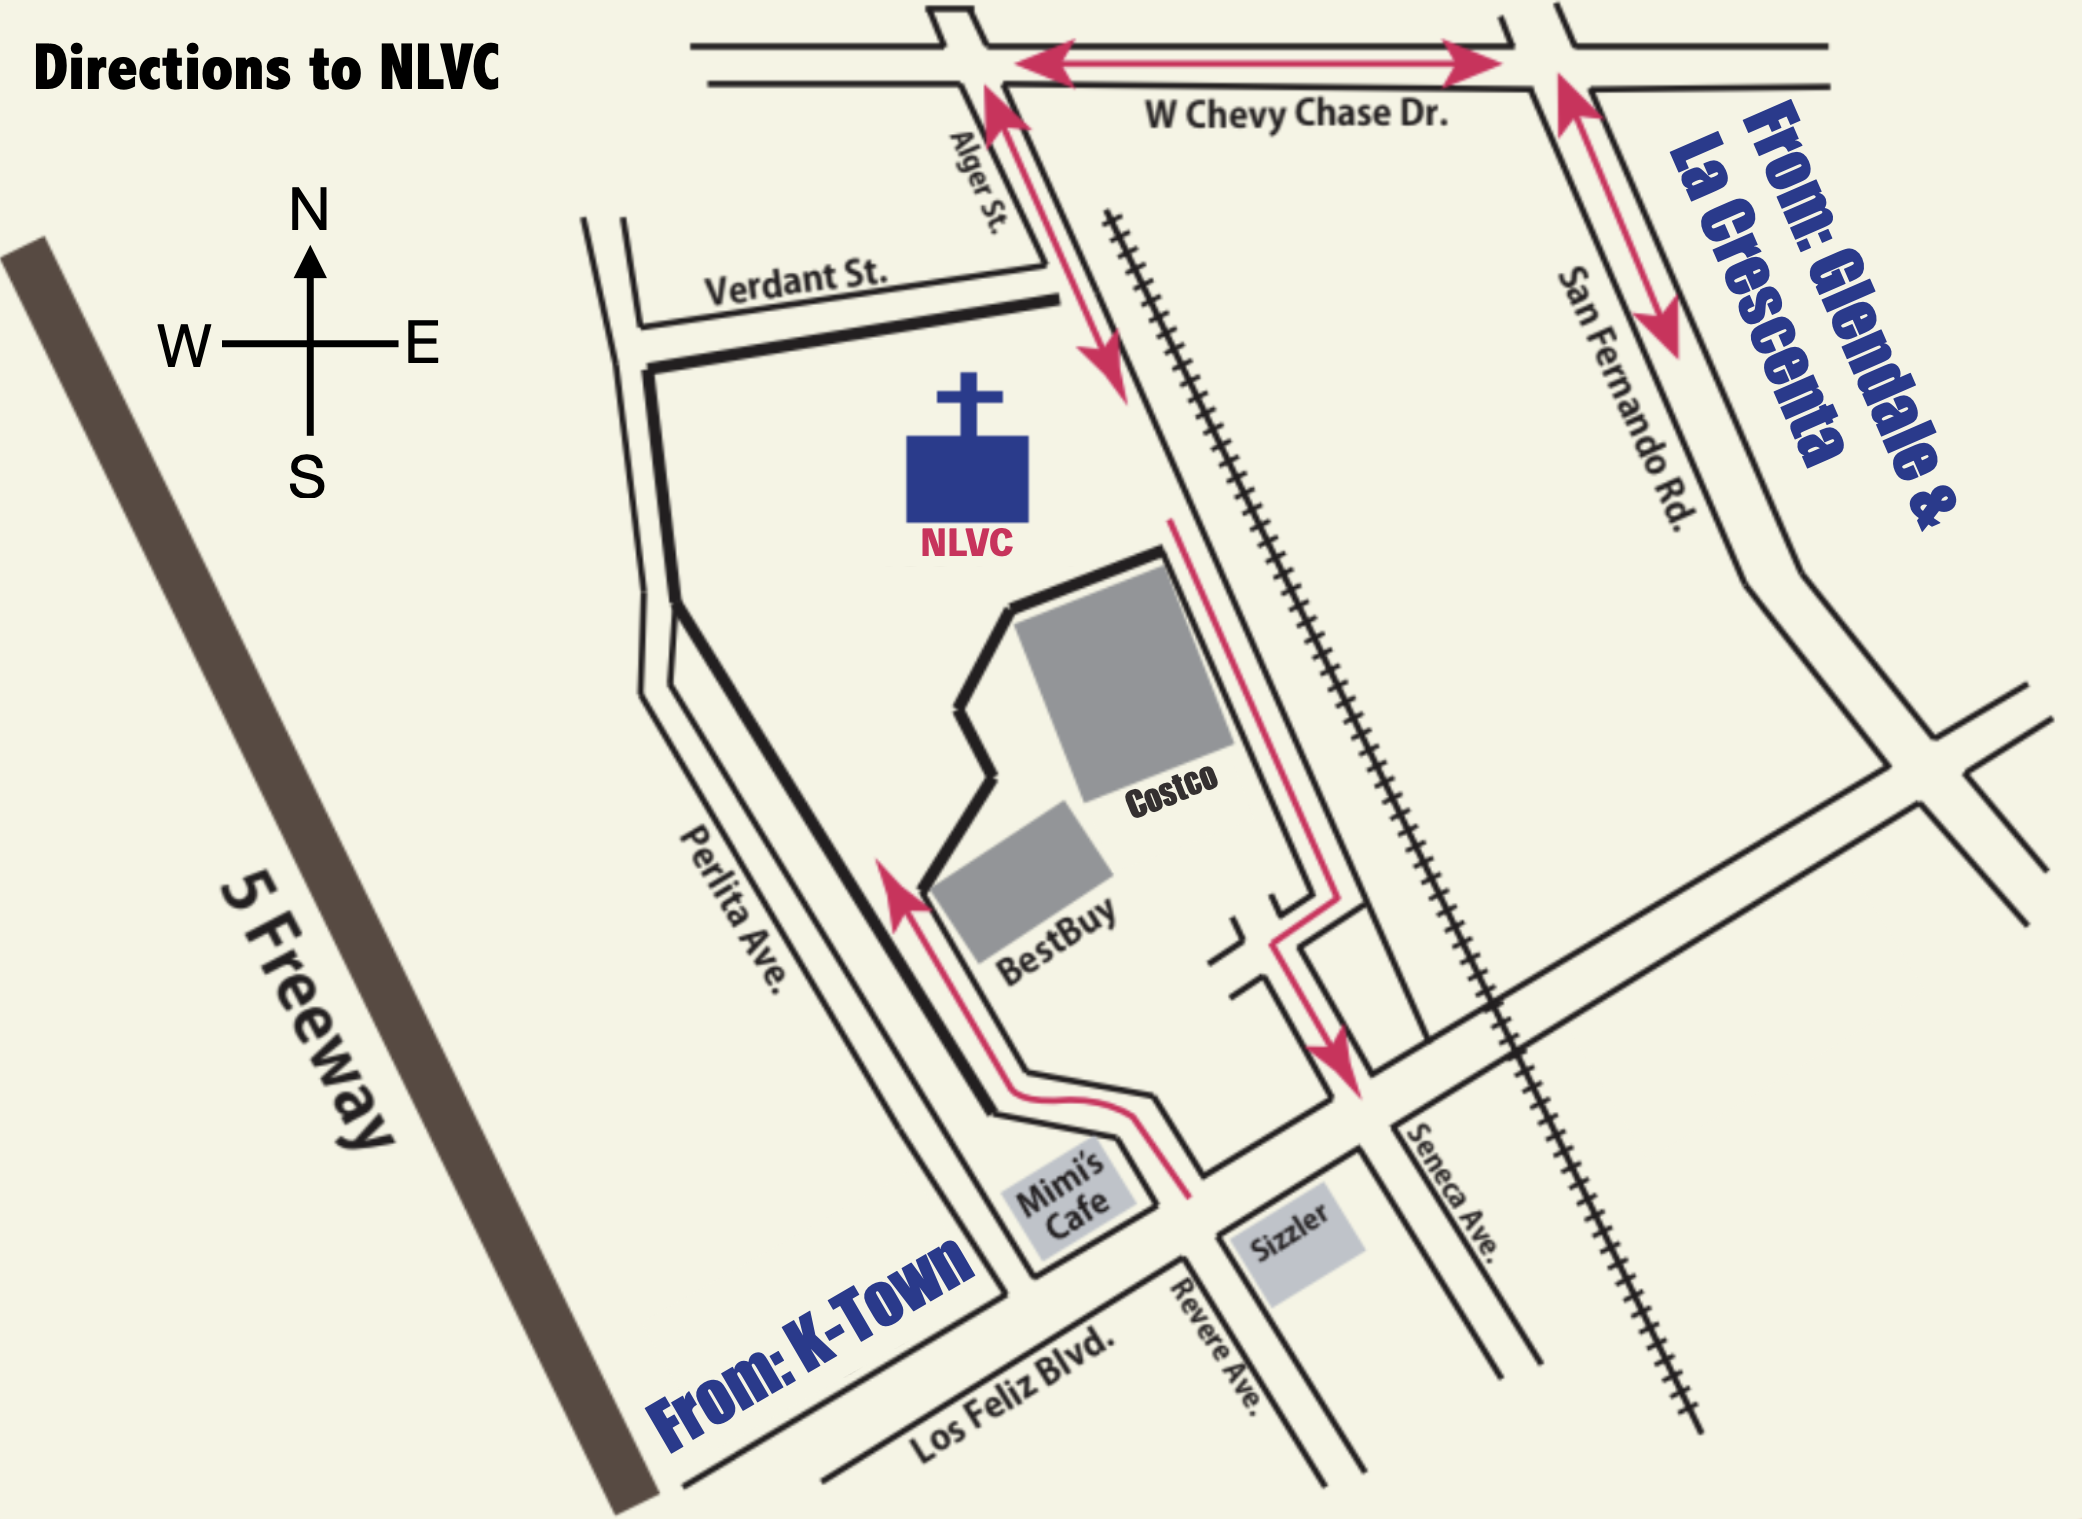 Directions to NLVC
N
W
E
S
W Chevy Chase Dr.
Alger St.
Verdant St.
San Fernando Rd.
From: Glendale &
La Crescenta
NLVC
Costco
BestBuy
Perlita Ave.
5 Freeway
Mimi's
Cafe
Sizzler
Seneca Ave.
Revere Ave.
From: K-Town
Los Feliz Blvd.